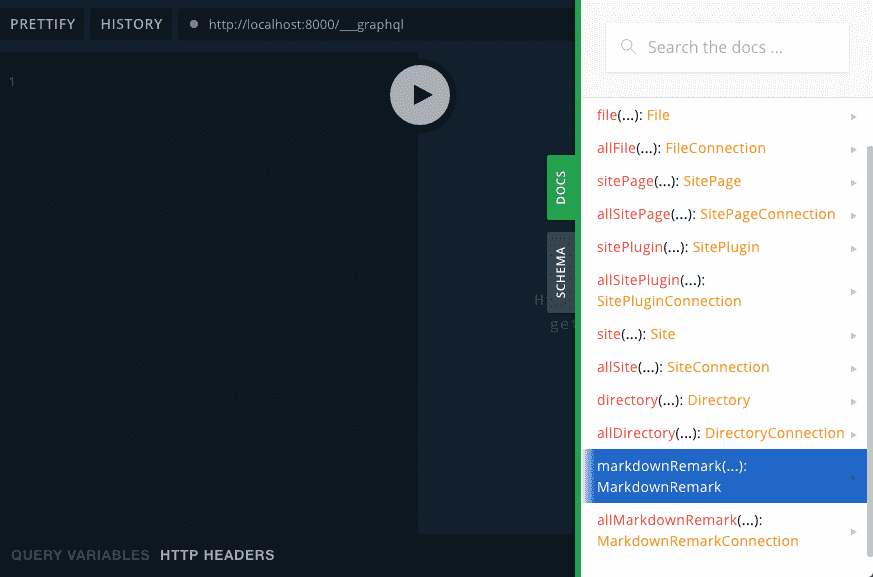 PRETTIFY HISTORY http://localhost:8000/___graphql
1
DOCS
SCHEMA
Search the docs ...
file(...): File
allFile(...): FileConnection
sitePage(...): SitePage
allSitePage(...): SitePageConnection
sitePlugin(...): SitePlugin
allSitePlugin(...):
SitePluginConnection
site(...): Site
allSite(...): SiteConnection
directory(...): Directory
allDirectory(...): DirectoryConnection
markdownRemark(...):
MarkdownRemark
allMarkdownRemark(...):
MarkdownRemarkConnection
QUERY VARIABLES HTTP HEADERS